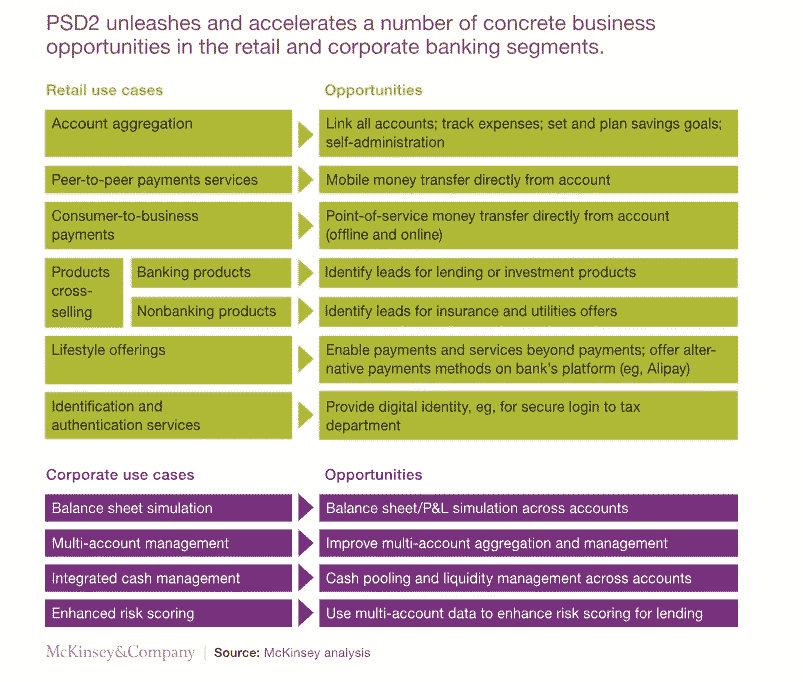 PSD2 unleashes and accelerates a number of concrete business
opportunities in the retail and corporate banking segments.
Retail use cases
Opportunities
Account aggregation
Link all accounts; track expenses; set and plan savings goals;
self-administration
Peer-to-peer payments services
Mobile money transfer directly from account
Consumer-to-business
payments
Point-of-service money transfer directly from account
(offline and online)
Products
cross-
selling
Banking products
Identify leads for lending or investment products
Nonbanking products
Identify leads for insurance and utilities offers
Lifestyle offerings
Enable payments and services beyond payments; offer alter-
native payments methods on bank's platform (eg, Alipay)
Identification and
authentication services
Provide digital identity, eg, for secure login to tax
department
Corporate use cases
Opportunities
Balance sheet simulation
Balance sheet/P&L simulation across accounts
Multi-account management
Improve multi-account aggregation and management
Integrated cash management
Cash pooling and liquidity management across accounts
Enhanced risk scoring
Use multi-account data to enhance risk scoring for lending
McKinsey&Company | Source: McKinsey analysis